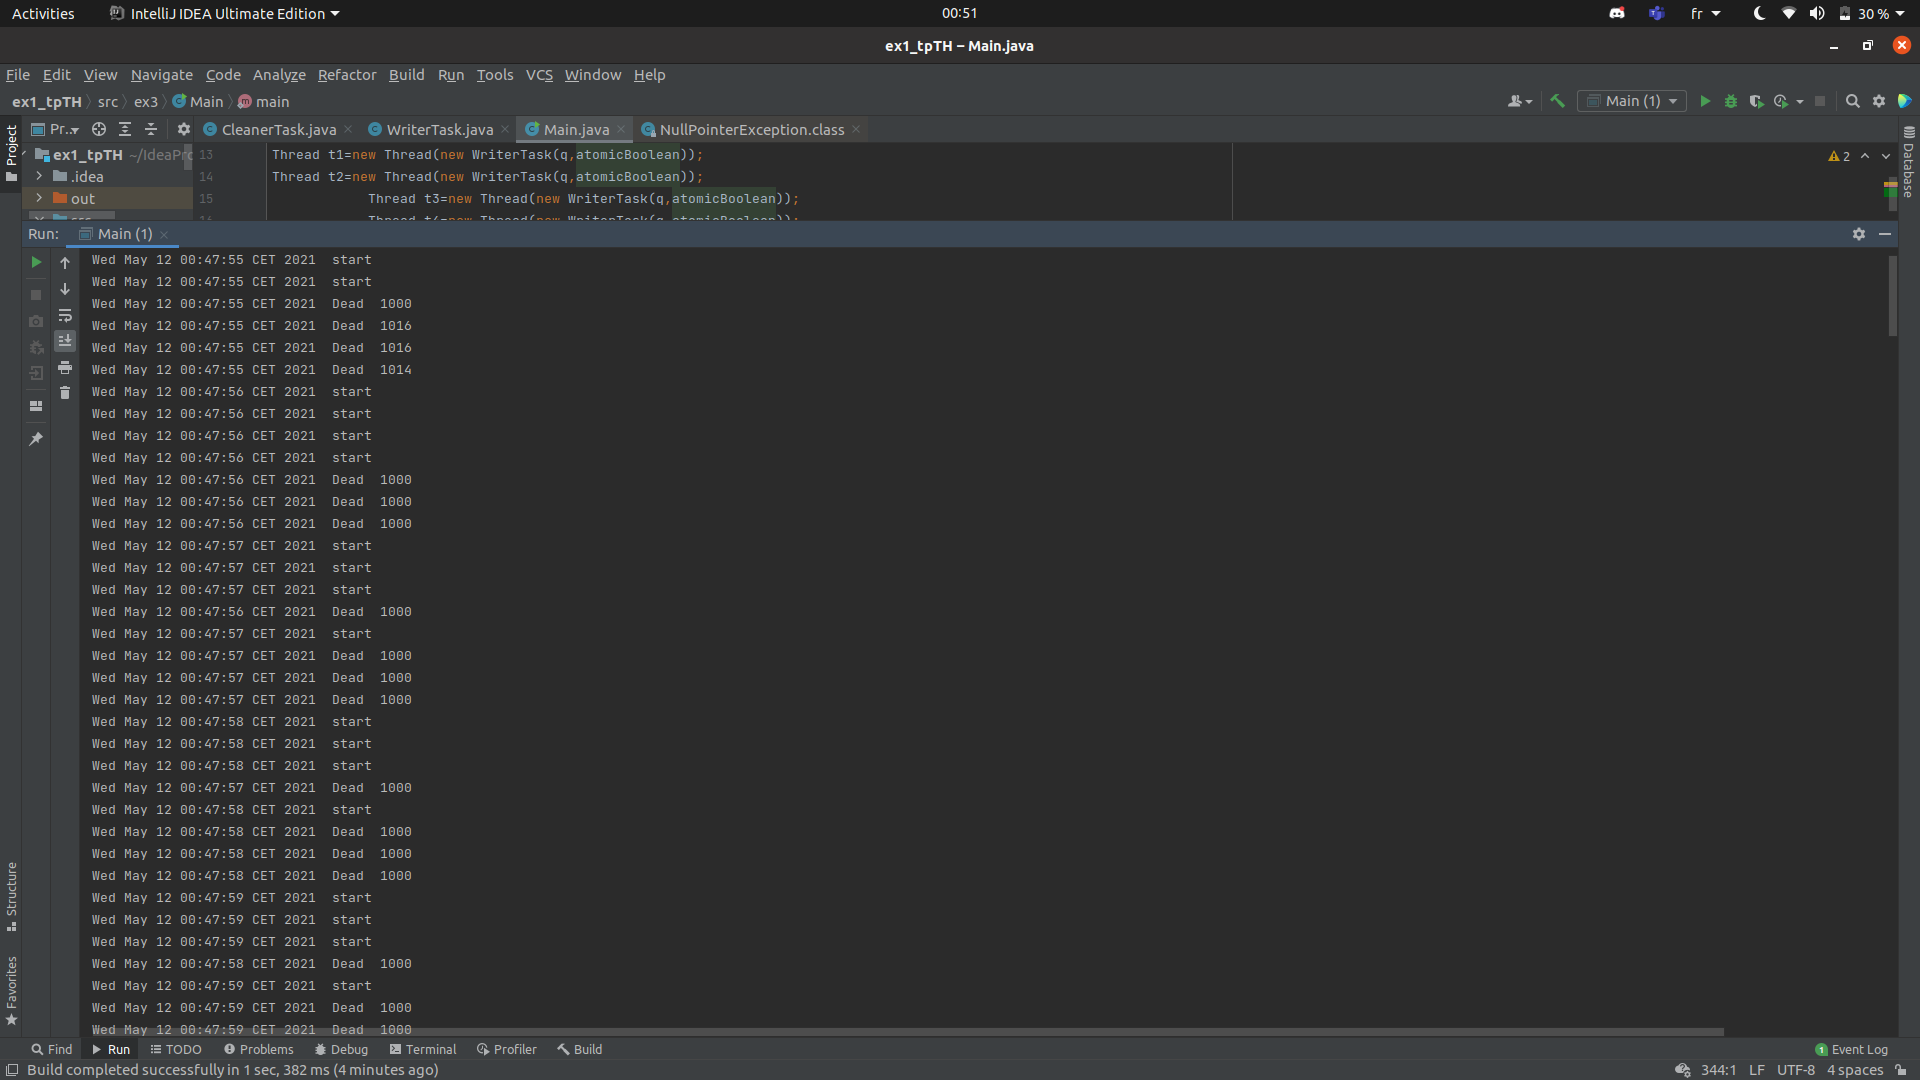 Activities IntelliJ IDEA Ultimate Edition 00:51 fr 30 %
ex1_tpTH – Main.java
File Edit View Navigate Code Analyze Refactor Build Run Tools VCS Window Help
ex1_tpTH src ex3 Main main Main (1)
Project Pr... CleanerTask.java WriterTask.java Main.java NullPointerException.class
ex1_tpTH ~/IdeaPro 13 Thread t1=new Thread(new WriterTask(q,atomicBoolean)); 2
.idea 14 Thread t2=new Thread(new WriterTask(q,atomicBoolean)); Database
out 15 Thread t3=new Thread(new WriterTask(q,atomicBoolean));
src 16 Thread t4=new Thread(new WriterTask(q,atomicBoolean));
Run: Main (1)
Wed May 12 00:47:55 CET 2021 start
Wed May 12 00:47:55 CET 2021 start
Wed May 12 00:47:55 CET 2021 Dead 1000
Wed May 12 00:47:55 CET 2021 Dead 1016
Wed May 12 00:47:55 CET 2021 Dead 1016
Wed May 12 00:47:55 CET 2021 Dead 1014
Wed May 12 00:47:56 CET 2021 start
Wed May 12 00:47:56 CET 2021 start
Wed May 12 00:47:56 CET 2021 start
Wed May 12 00:47:56 CET 2021 start
Wed May 12 00:47:56 CET 2021 Dead 1000
Wed May 12 00:47:56 CET 2021 Dead 1000
Wed May 12 00:47:56 CET 2021 Dead 1000
Wed May 12 00:47:57 CET 2021 start
Wed May 12 00:47:57 CET 2021 start
Wed May 12 00:47:57 CET 2021 start
Wed May 12 00:47:56 CET 2021 Dead 1000
Wed May 12 00:47:57 CET 2021 start
Wed May 12 00:47:57 CET 2021 Dead 1000
Wed May 12 00:47:57 CET 2021 Dead 1000
Wed May 12 00:47:57 CET 2021 Dead 1000
Wed May 12 00:47:58 CET 2021 start
Wed May 12 00:47:58 CET 2021 start
Wed May 12 00:47:58 CET 2021 start
Wed May 12 00:47:57 CET 2021 Dead 1000
Wed May 12 00:47:58 CET 2021 start
Wed May 12 00:47:58 CET 2021 Dead 1000
Wed May 12 00:47:58 CET 2021 Dead 1000
Wed May 12 00:47:58 CET 2021 Dead 1000
Wed May 12 00:47:59 CET 2021 start
Wed May 12 00:47:59 CET 2021 start
Wed May 12 00:47:59 CET 2021 start
Wed May 12 00:47:58 CET 2021 Dead 1000
Wed May 12 00:47:59 CET 2021 start
Wed May 12 00:47:59 CET 2021 Dead 1000
Wed May 12 00:47:59 CET 2021 Dead 1000
Structure
Favorites
Find Run TODO Problems Debug Terminal Profiler Build 1 Event Log
Build completed successfully in 1 sec, 382 ms (4 minutes ago) 344:1 LF UTF-8 4 spaces